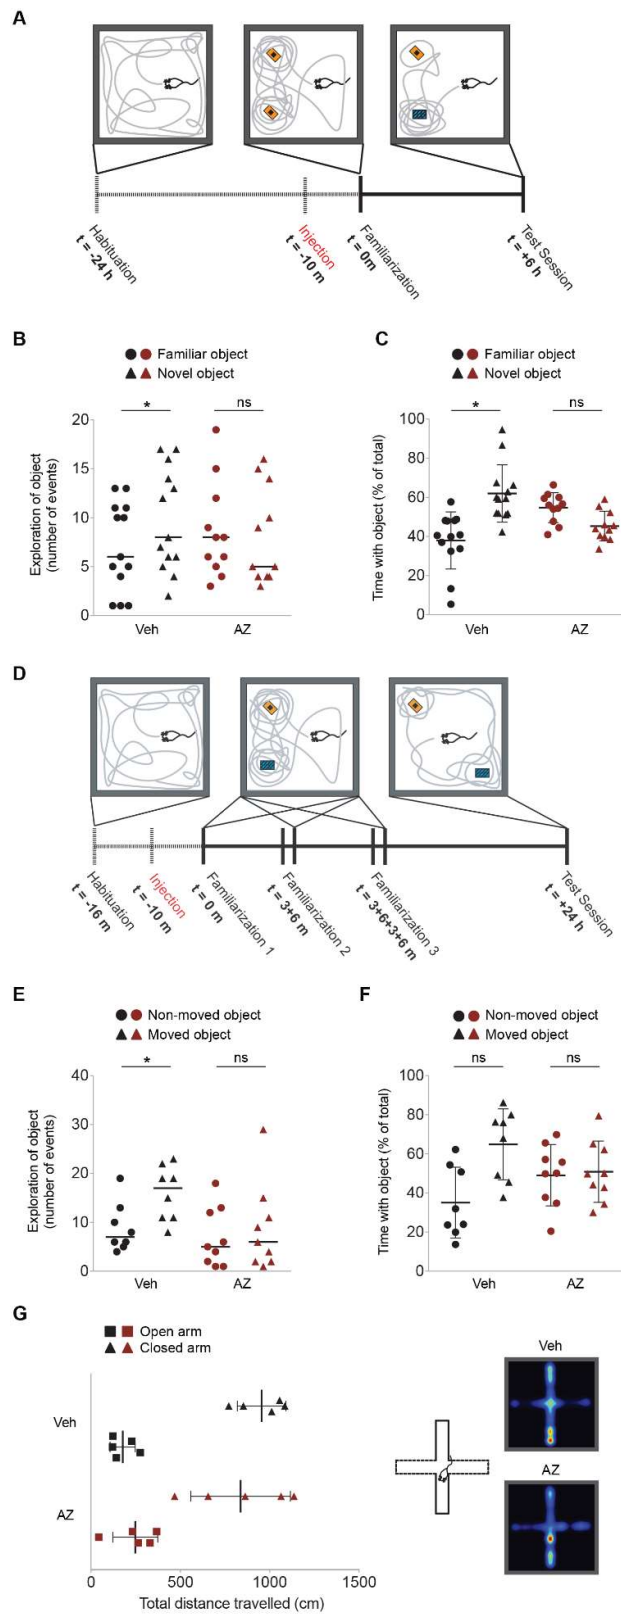 A
Habituation
t = -24 h
Injection
t = -10 m
Familiarization
t = 0m
Test Session
t = +6 h
B
Familiar object
Novel object
* ns
20
15
10
5
0
Exploration of object
(number of events)
Veh AZ
C
Familiar object
Novel object
* ns
100
80
60
40
20
0
Time with object (% of total)
Veh AZ
D
Habituation
t = -16 m
Injection
t = -10 m
Familiarization 1
t = 0 m
Familiarization 2
t = 3+6 m
Familiarization 3
t = 3+6+3+6 m
Test Session
t = +24 h
E
Non-moved object
Moved object
* ns
40
30
20
10
0
Exploration of object
(number of events)
Veh AZ
F
Non-moved object
Moved object
ns ns
100
80
60
40
20
0
Time with object (% of total)
Veh AZ
G
Open arm
Closed arm
Veh
AZ
0 500 1000 1500
Total distance travelled (cm)
Veh
AZ